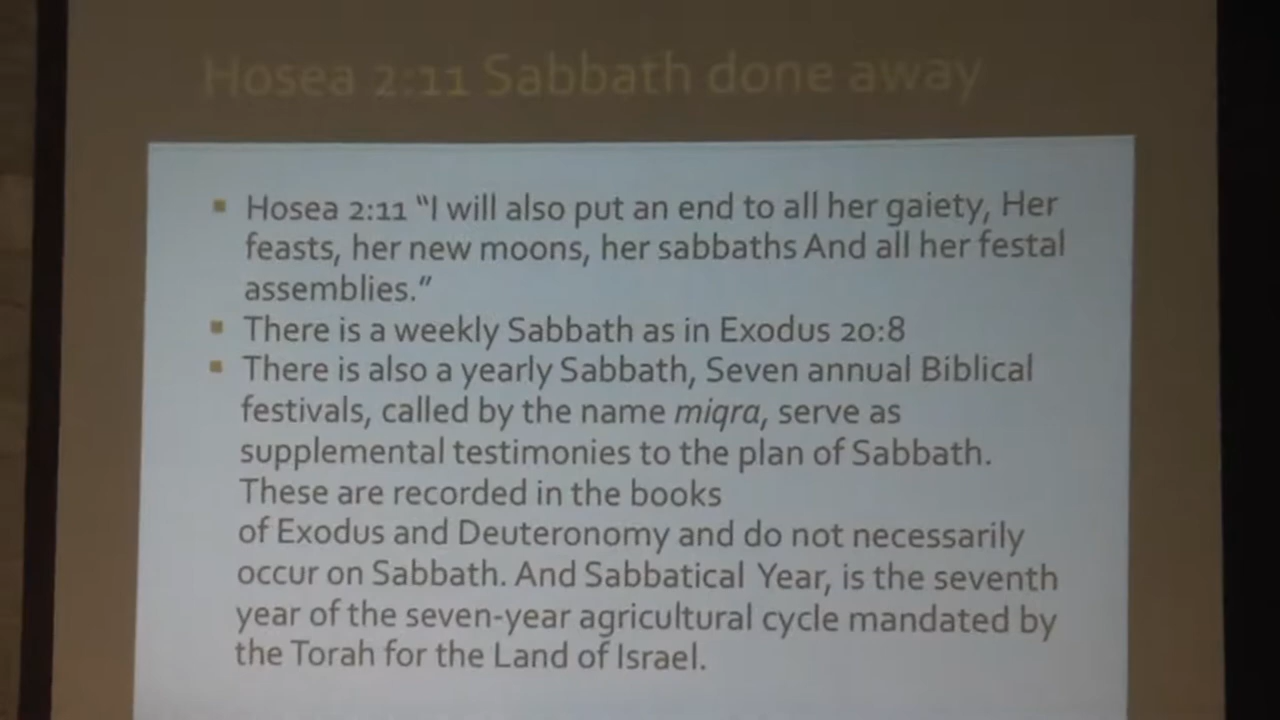 Hosea 2:11 Sabbath done away
▪ Hosea 2:11 “I will also put an end to all her gaiety, Her
feasts, her new moons, her sabbaths And all her festal
assemblies.”
▪ There is a weekly Sabbath as in Exodus 20:8
▪ There is also a yearly Sabbath, Seven annual Biblical
festivals, called by the name miqra, serve as
supplemental testimonies to the plan of Sabbath.
These are recorded in the books
of Exodus and Deuteronomy and do not necessarily
occur on Sabbath. And Sabbatical Year, is the seventh
year of the seven-year agricultural cycle mandated by
the Torah for the Land of Israel.